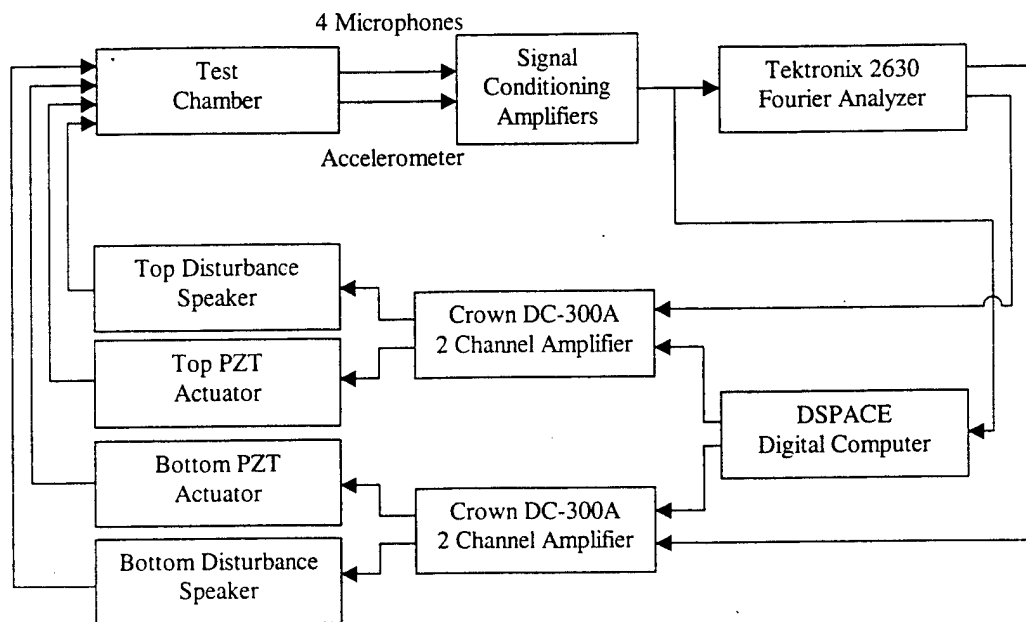 4 Microphones
Test
Chamber
Signal
Conditioning
Amplifiers
Tektronix 2630
Fourier Analyzer
Accelerometer
Top Disturbance
Speaker
Crown DC-300A
2 Channel Amplifier
Top PZT
Actuator
DSPACE
Digital Computer
Bottom PZT
Actuator
Crown DC-300A
2 Channel Amplifier
Bottom Disturbance
Speaker